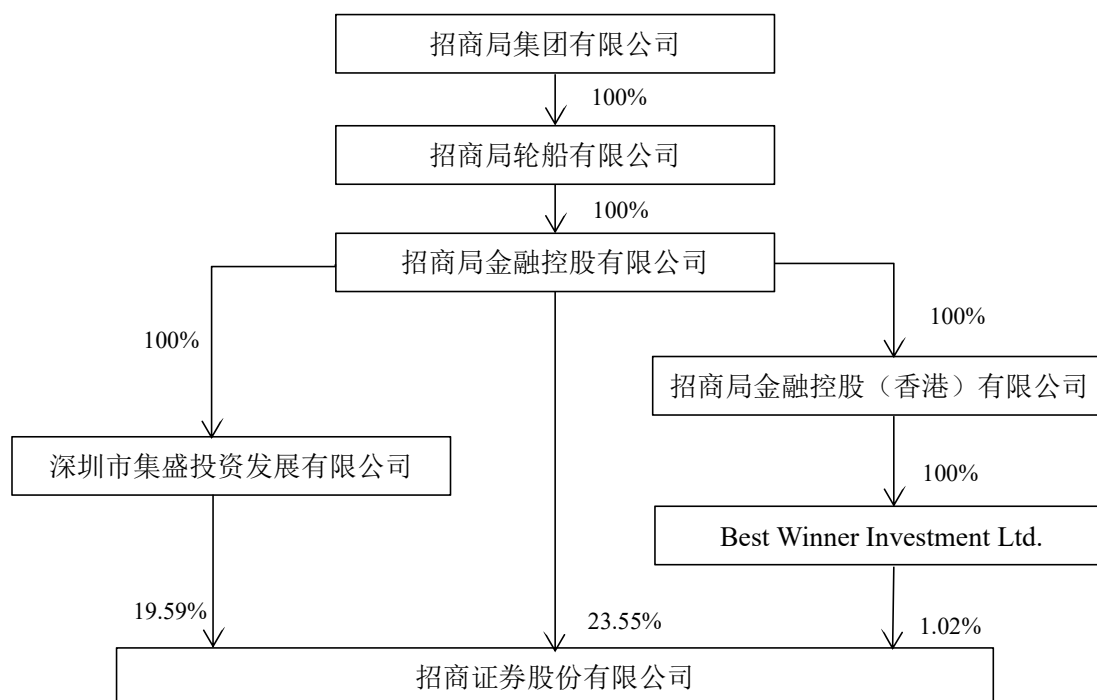 招商局集团有限公司
100%
招商局轮船有限公司
100%
招商局金融控股有限公司
100%
100%
招商局金融控股（香港）有限公司
深圳市集盛投资发展有限公司
100%
Best Winner Investment Ltd.
19.59%
23.55%
1.02%
招商证券股份有限公司